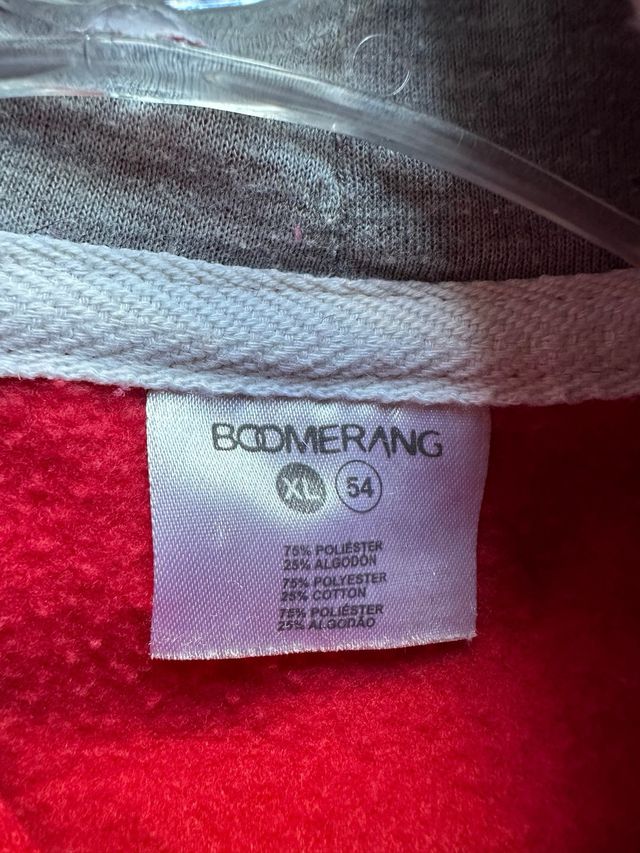 BOOMERANG
XL 54
75% POLIÉSTER
25% ALGODÓN
75% POLYESTER
25% COTTON
75% POLIÉSTER
25% ALGODÃO